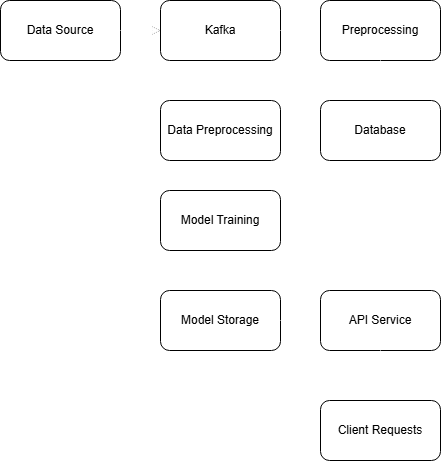 Data Source
Kafka
Preprocessing
Data Preprocessing
Database
Model Training
Model Storage
API Service
Client Requests